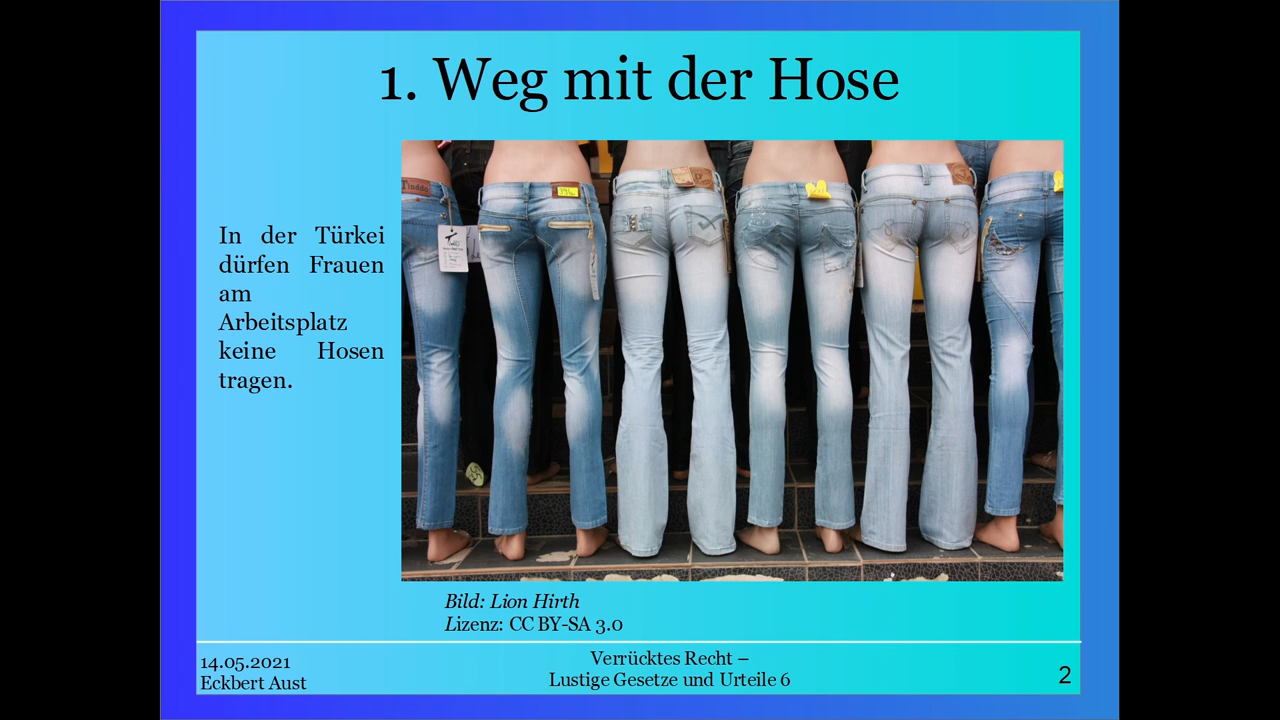 1. Weg mit der Hose
In der Türkei
dürfen Frauen
am
Arbeitsplatz
keine Hosen
tragen.
Bild: Lion Hirth
Lizenz: CC BY-SA 3.0
14.05.2021
Eckbert Aust
Verrücktes Recht –
Lustige Gesetze und Urteile 6
2